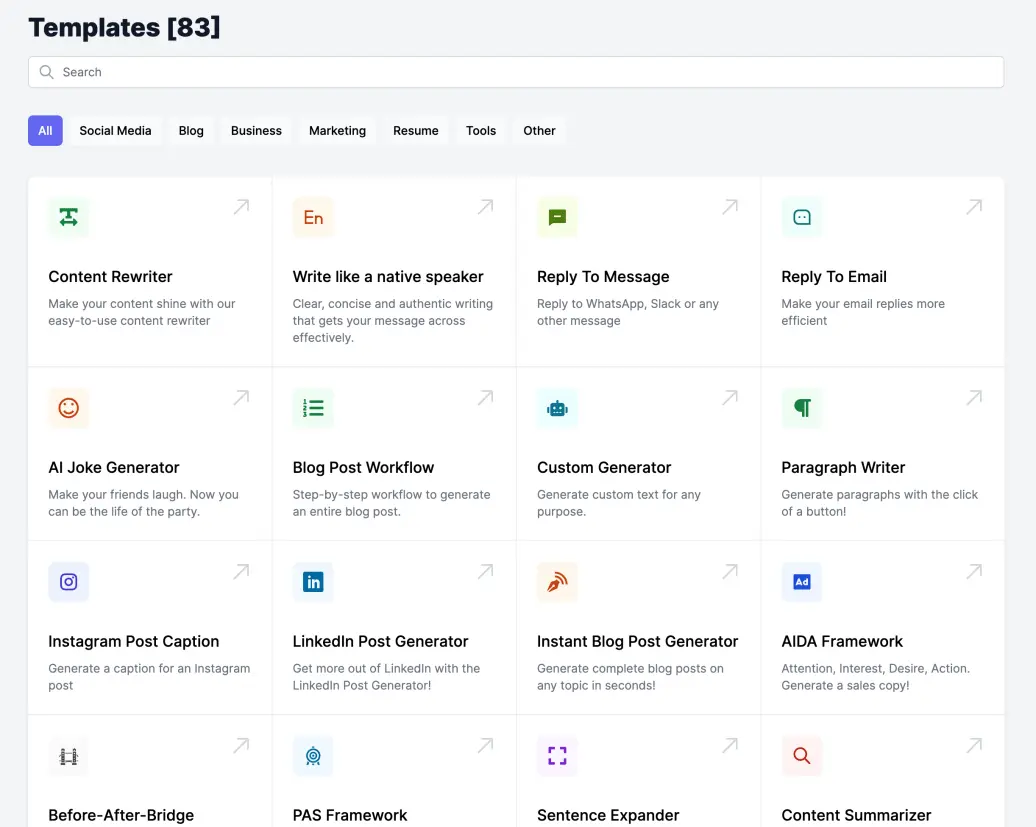 Templates [83]
Search
All
Social Media
Blog
Business
Marketing
Resume
Tools
Other
En
Content Rewriter
Make your content shine with our
easy-to-use content rewriter
Write like a native speaker
Clear, concise and authentic writing
that gets your message across
effectively.
Reply To Message
Reply to WhatsApp, Slack or any
other message
Reply To Email
Make your email replies more
efficient
AI Joke Generator
Make your friends laugh. Now you
can be the life of the party.
1
2
3
Blog Post Workflow
Step-by-step workflow to generate
an entire blog post.
Custom Generator
Generate custom text for any
purpose.
Paragraph Writer
Generate paragraphs with the click
of a button!
Instagram Post Caption
Generate a caption for an Instagram
post
in
LinkedIn Post Generator
Get more out of LinkedIn with the
LinkedIn Post Generator!
Instant Blog Post Generator
Generate complete blog posts on
any topic in seconds!
Ad
AIDA Framework
Attention, Interest, Desire, Action.
Generate a sales copy!
Before-After-Bridge
PAS Framework
Sentence Expander
Content Summarizer